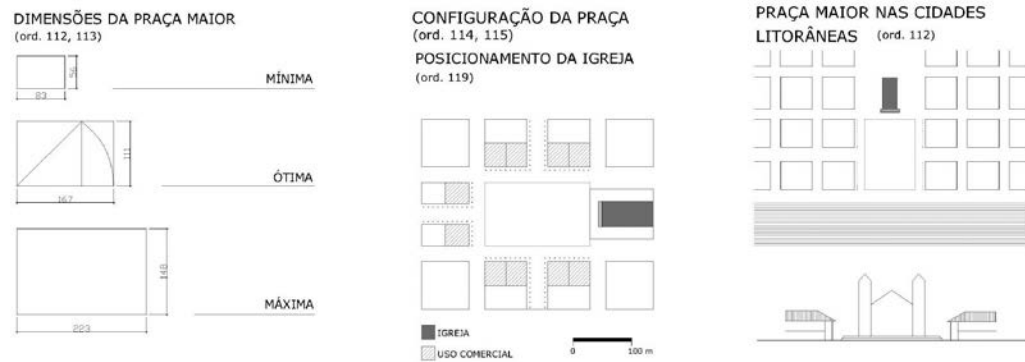 DIMENSÕES DA PRAÇA MAIOR
(ord. 112, 113)
56
83
MÍNIMA
111
167
ÓTIMA
148
223
MÁXIMA
CONFIGURAÇÃO DA PRAÇA
(ord. 114, 115)
POSICIONAMENTO DA IGREJA
(ord. 119)
IGREJA
USO COMERCIAL
0 100 m
PRAÇA MAIOR NAS CIDADES
LITORÂNEAS (ord. 112)